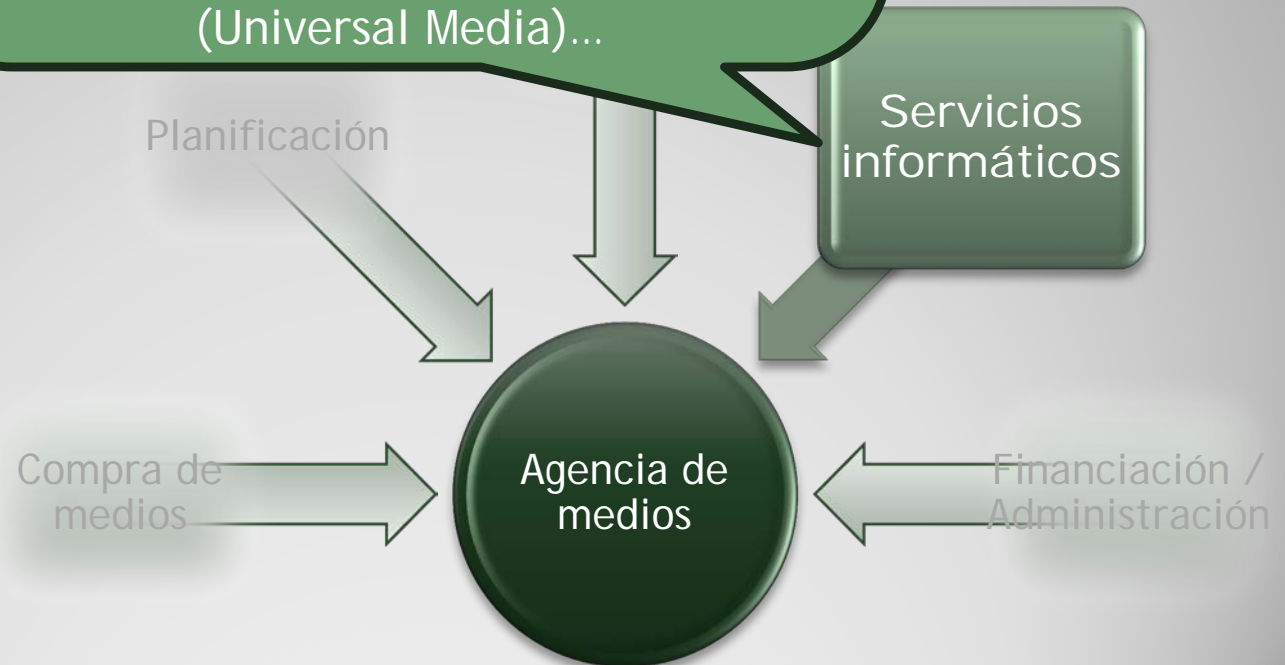 (Universal Media)...
Planificación
Servicios
informáticos
Compra de
medios
Agencia de
medios
Financiación /
Administración